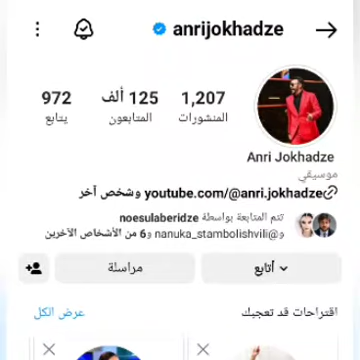 anrijokhadze
1,207 125 ألف 972
المنشورات المتابعون يتابع
Anri Jokhadze
موسيقي
youtube.com/@anri.jokhadze وشخص آخر
تتم المتابعة بواسطة noesulaberidze
و@nanuka_stambolishvili و6 من الأشخاص الآخرين
أتابع مراسلة
اقتراحات قد تعجبك عرض الكل